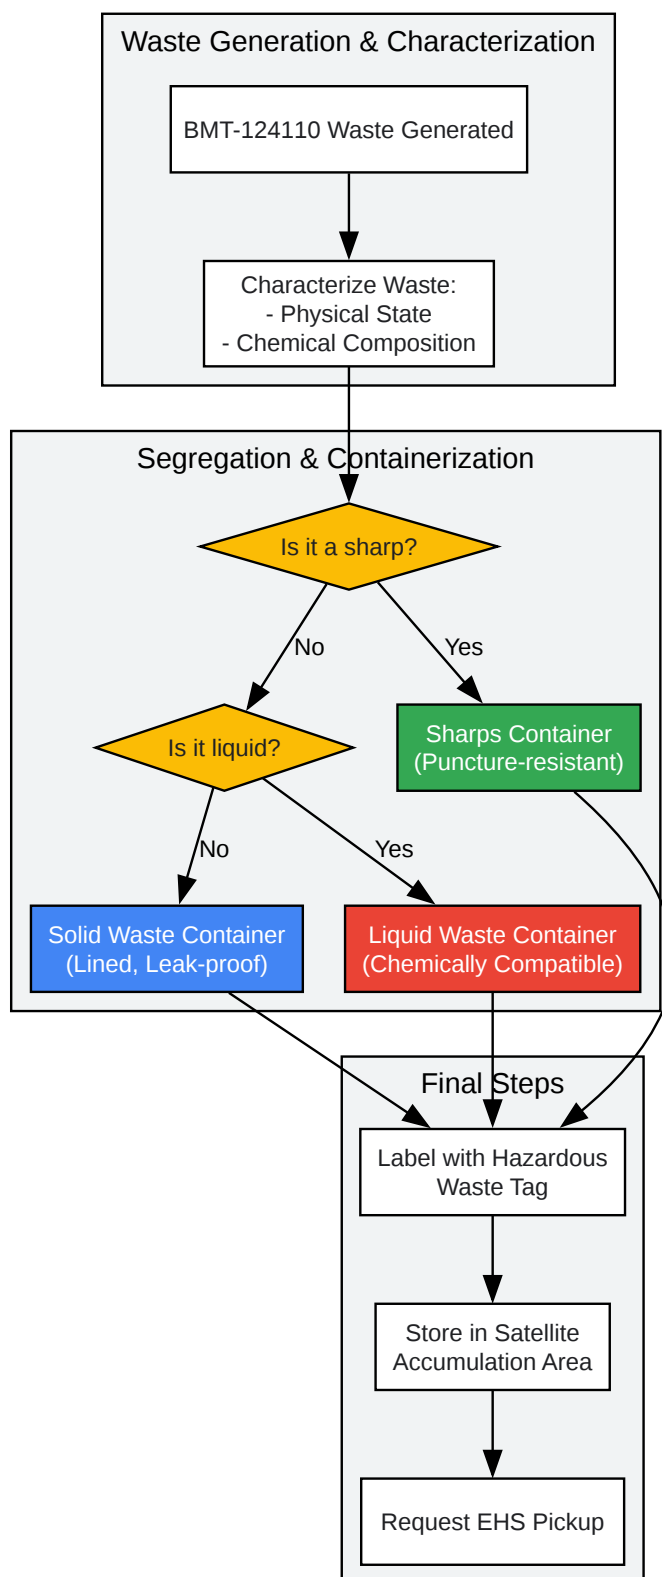 Waste Generation & Characterization
BMT-124110 Waste Generated
Characterize Waste:
- Physical State
- Chemical Composition
Segregation & Containerization
Is it a sharp?
No
Yes
Is it liquid?
Sharps Container
(Puncture-resistant)
No
Yes
Solid Waste Container
(Lined, Leak-proof)
Liquid Waste Container
(Chemically Compatible)
Final Steps
Label with Hazardous
Waste Tag
Store in Satellite
Accumulation Area
Request EHS Pickup